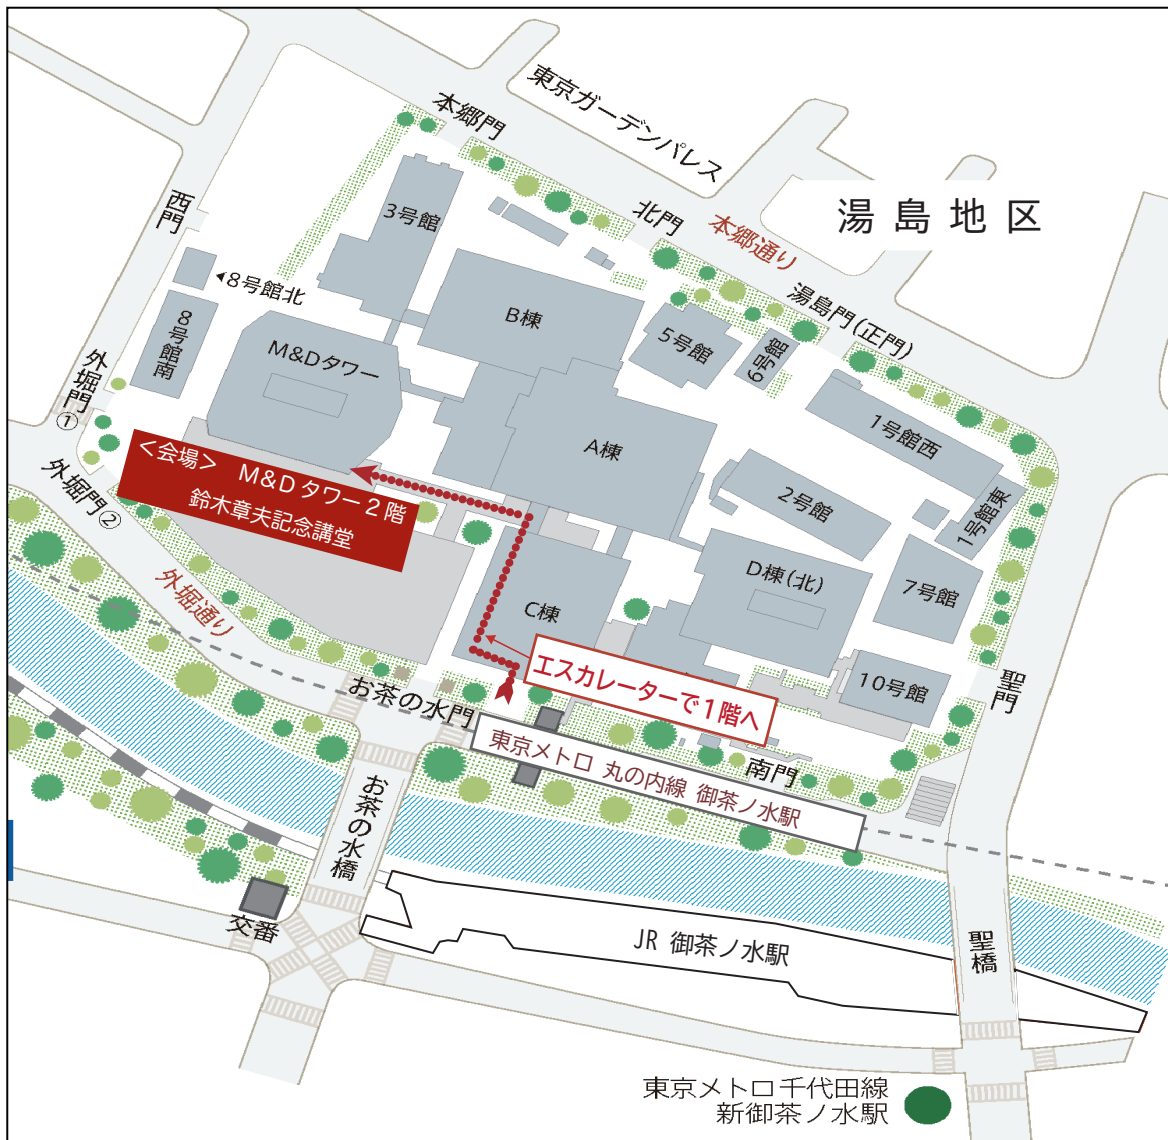 東京ガーデンパレス
本郷門
湯島地区
西門
3号館
北門
本郷通り
◀8号館北
8号館南
B棟
湯島門(正門)
5号館
6号館
M&Dタワー
外堀門①
1号館西
A棟
＜会場＞ M&Dタワー2階
鈴木章夫記念講堂
外堀門②
2号館
1号館東
D棟(北)
7号館
外堀通り
C棟
エスカレーターで1階へ
10号館
聖門
お茶の水門
東京メトロ 丸の内線 御茶ノ水駅
南門
お茶の水橋
交番
JR 御茶ノ水駅
聖橋
東京メトロ千代田線
新御茶ノ水駅